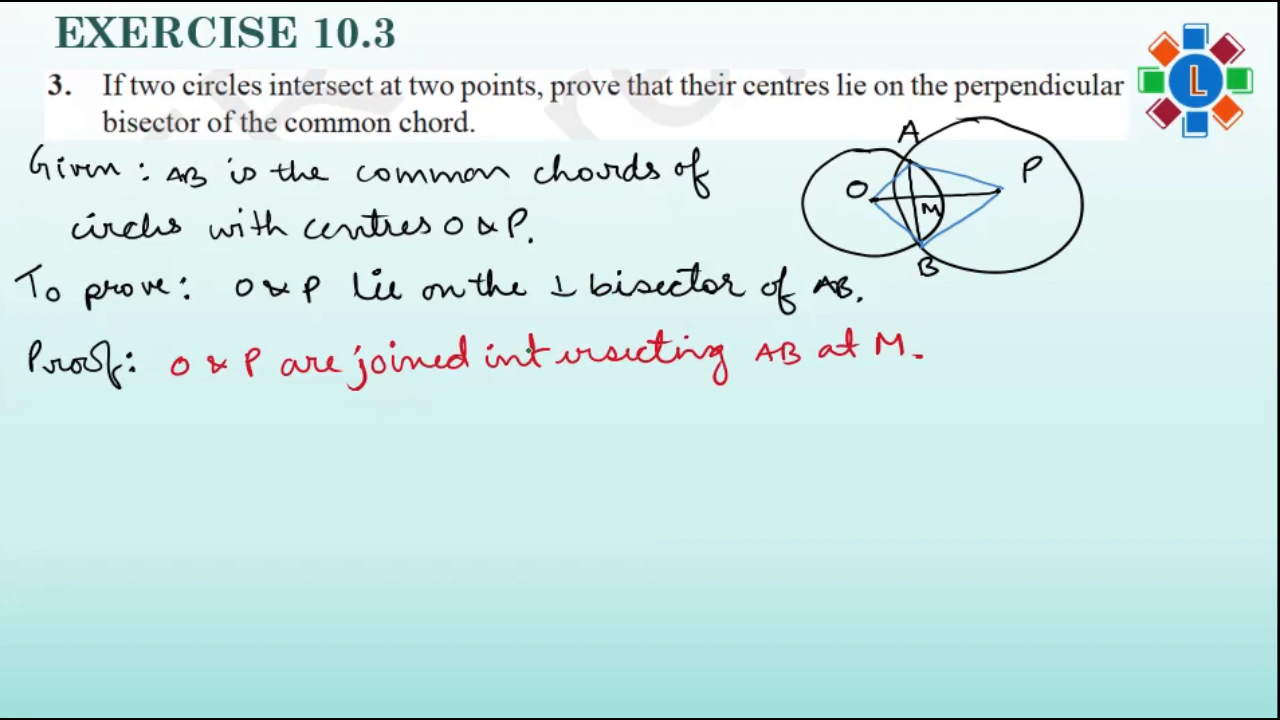 EXERCISE 10.3
3. If two circles intersect at two points, prove that their centres lie on the perpendicular
bisector of the common chord.
L
Given: AB is the common chords of
circles with centres O & P.
To prove: O & P lie on the ⊥ bisector of AB.
Proof: O & P are joined intersecting AB at M.
A
O
P
M
B